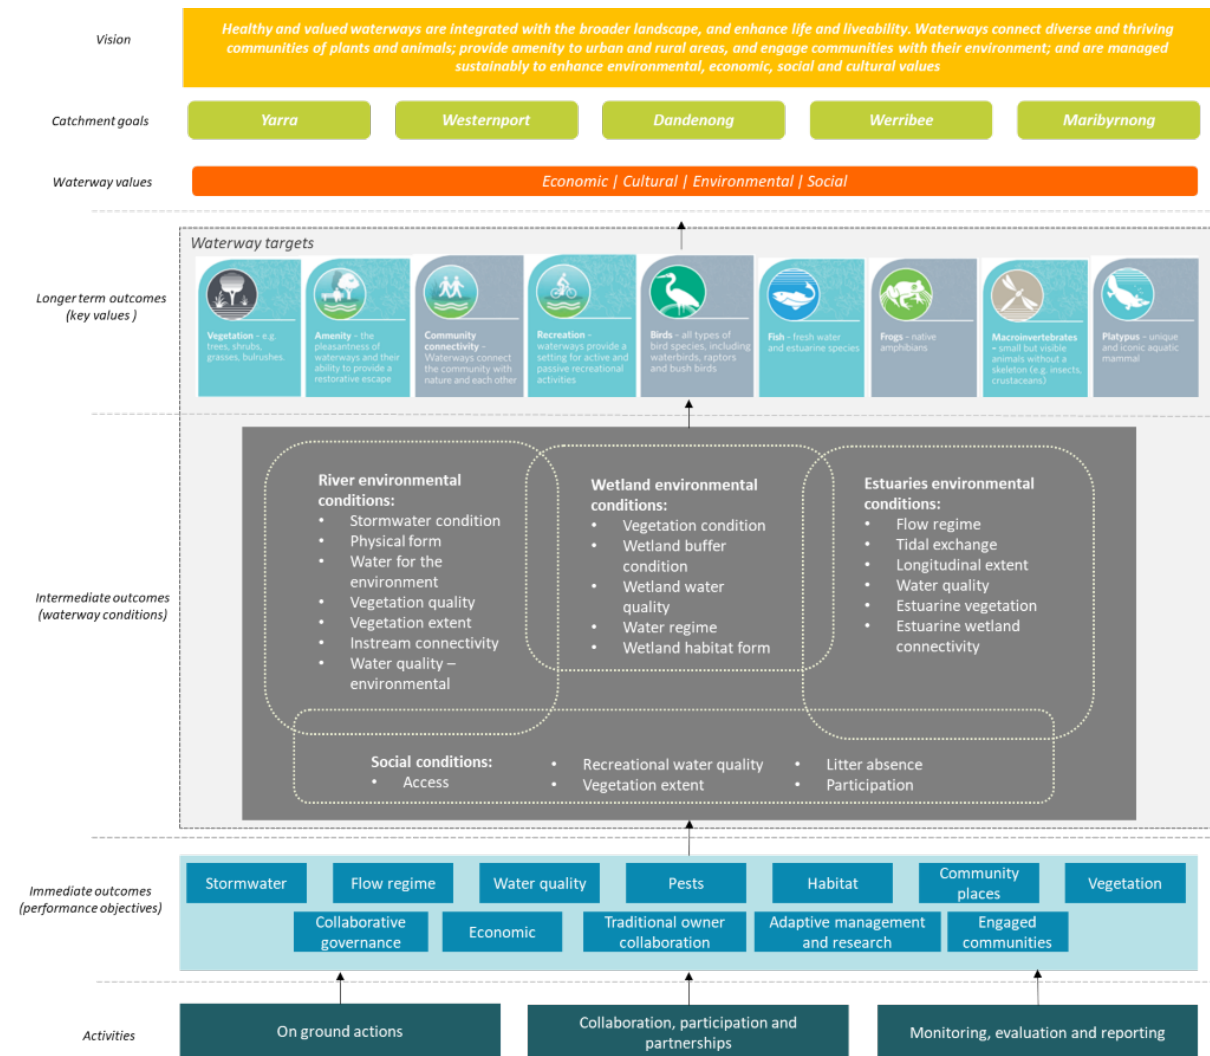 Vision
Healthy and valued waterways are integrated with the broader landscape, and enhance life and liveability. Waterways connect diverse and thriving
communities of plants and animals; provide amenity to urban and rural areas, and engage communities with their environment; and are managed
sustainably to enhance environmental, economic, social and cultural values
Catchment goals
Yarra
Westernport
Dandenong
Werribee
Maribyrnong
Waterway values
Economic | Cultural | Environmental | Social
Waterway targets
Longer term outcomes
(key values )
Vegetation - e.g.
trees, shrubs,
grasses, bulrushes.
Amenity - the
pleasantness of
waterways and their
ability to provide a
restorative escape
Community
connectivity -
Waterways connect
the community with
nature and each other
Recreation -
waterways provide a
setting for active and
passive recreational
activities
Birds - all types of
bird species, including
waterbirds, raptors
and bush birds
Fish - fresh water
and estuarine species
Frogs - native
amphibians
Macroinvertebrates
- small but visible
animals without a
skeleton (e.g. insects,
crustaceans)
Platypus - unique
and iconic aquatic
mammal
Intermediate outcomes
(waterway conditions)
River environmental
conditions:
• Stormwater condition
• Physical form
• Water for the
environment
• Vegetation quality
• Vegetation extent
• Instream connectivity
• Water quality –
environmental
Wetland environmental
conditions:
• Vegetation condition
• Wetland buffer
condition
• Wetland water
quality
• Water regime
• Wetland habitat form
Estuaries environmental
conditions:
• Flow regime
• Tidal exchange
• Longitudinal extent
• Water quality
• Estuarine vegetation
• Estuarine wetland
connectivity
Social conditions:
• Access
• Recreational water quality
• Vegetation extent
• Litter absence
• Participation
Immediate outcomes
(performance objectives)
Stormwater
Flow regime
Water quality
Pests
Habitat
Community
places
Vegetation
Collaborative
governance
Economic
Traditional owner
collaboration
Adaptive management
and research
Engaged
communities
Activities
On ground actions
Collaboration, participation and
partnerships
Monitoring, evaluation and reporting